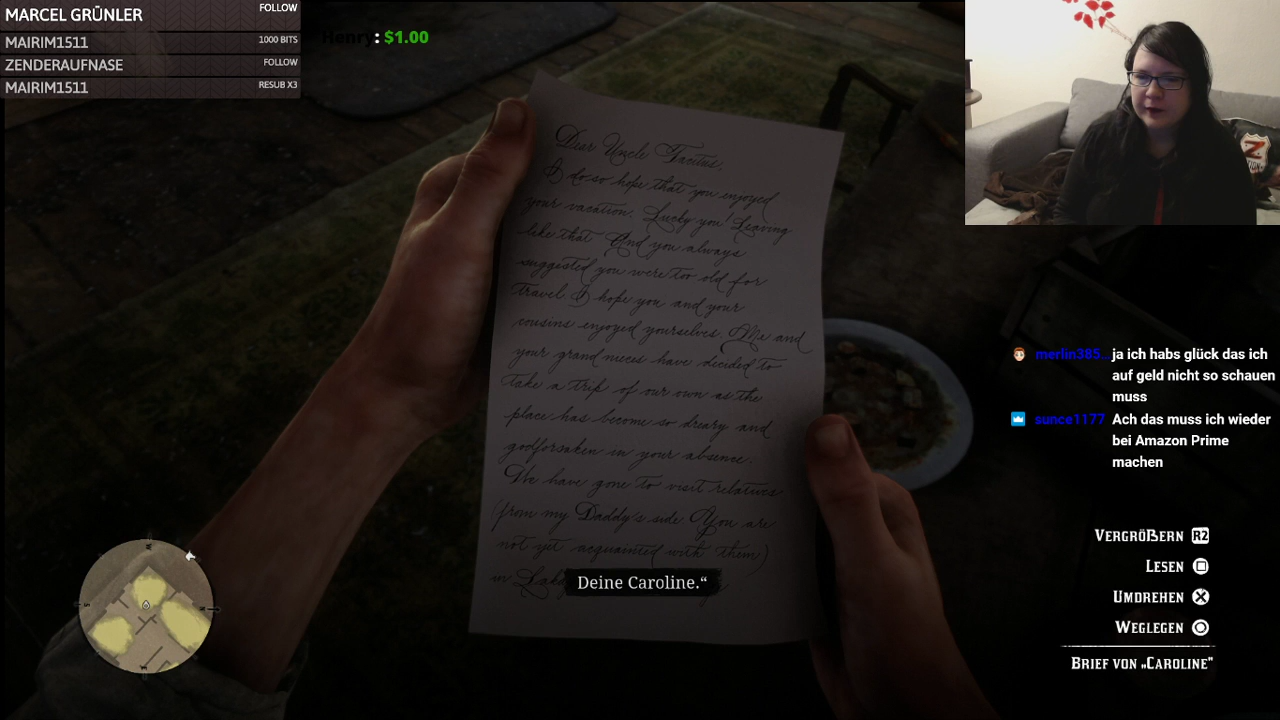 MARCEL GRÜNLER FOLLOW
MAIRIM1511 1000 BITS
ZENDERAUFNASE FOLLOW
MAIRIM1511 RESUB X3
Henry: $1.00
Dear Uncle Tacitus,
I do so hope that you enjoyed
your vacation. Lucky you! Leaving
like that. And you always
suggested you were too old for
travel. I hope you and your
cousins enjoyed yourselves. Me and
your grand nieces have decided to
take a trip of our own as the
place has become so dreary and
godforsaken in your absence.
We have gone to visit relatives
(from my Daddy's side. You are
not yet acquainted with them)
in
Deine Caroline.“
merlin385... ja ich habs glück das ich
auf geld nicht so schauen
muss
sunce1177 Ach das muss ich wieder
bei Amazon Prime
machen
VERGRÖßERN R2
LESEN
UMDREHEN
WEGLEGEN
BRIEF VON „CAROLINE“